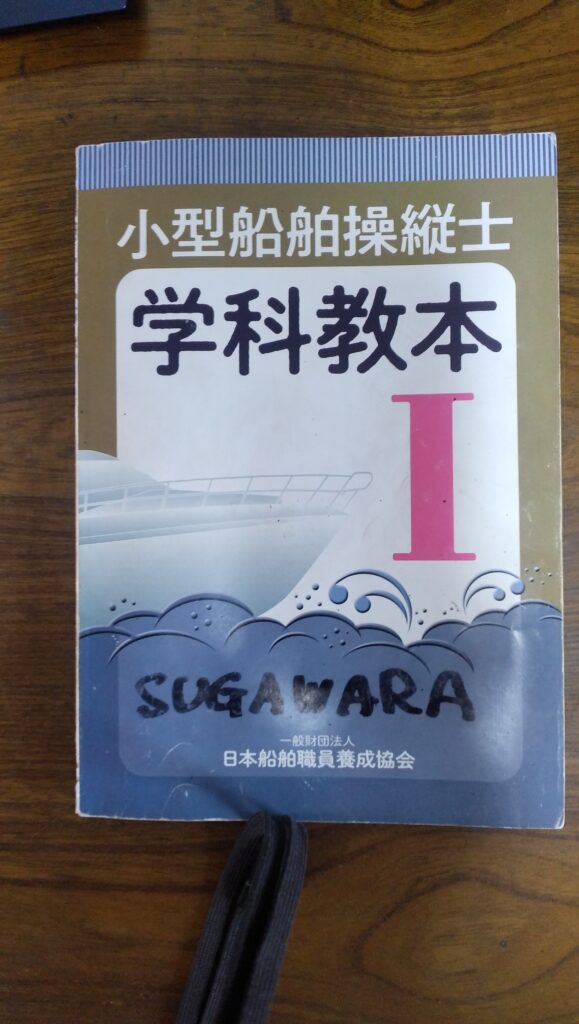 小型船舶操縦士
学科教本
I
SUGAWARA
一般財団法人
日本船舶職員養成協会